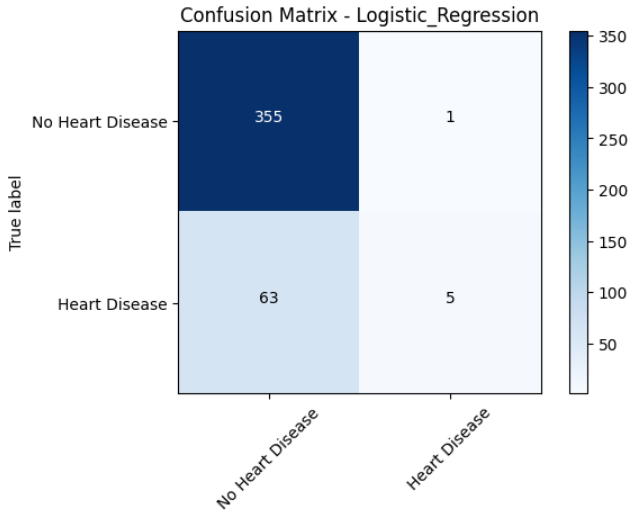 Confusion Matrix - Logistic_Regression
True label
No Heart Disease
355
1
Heart Disease
63
5
No Heart Disease
Heart Disease
350
300
250
200
150
100
50